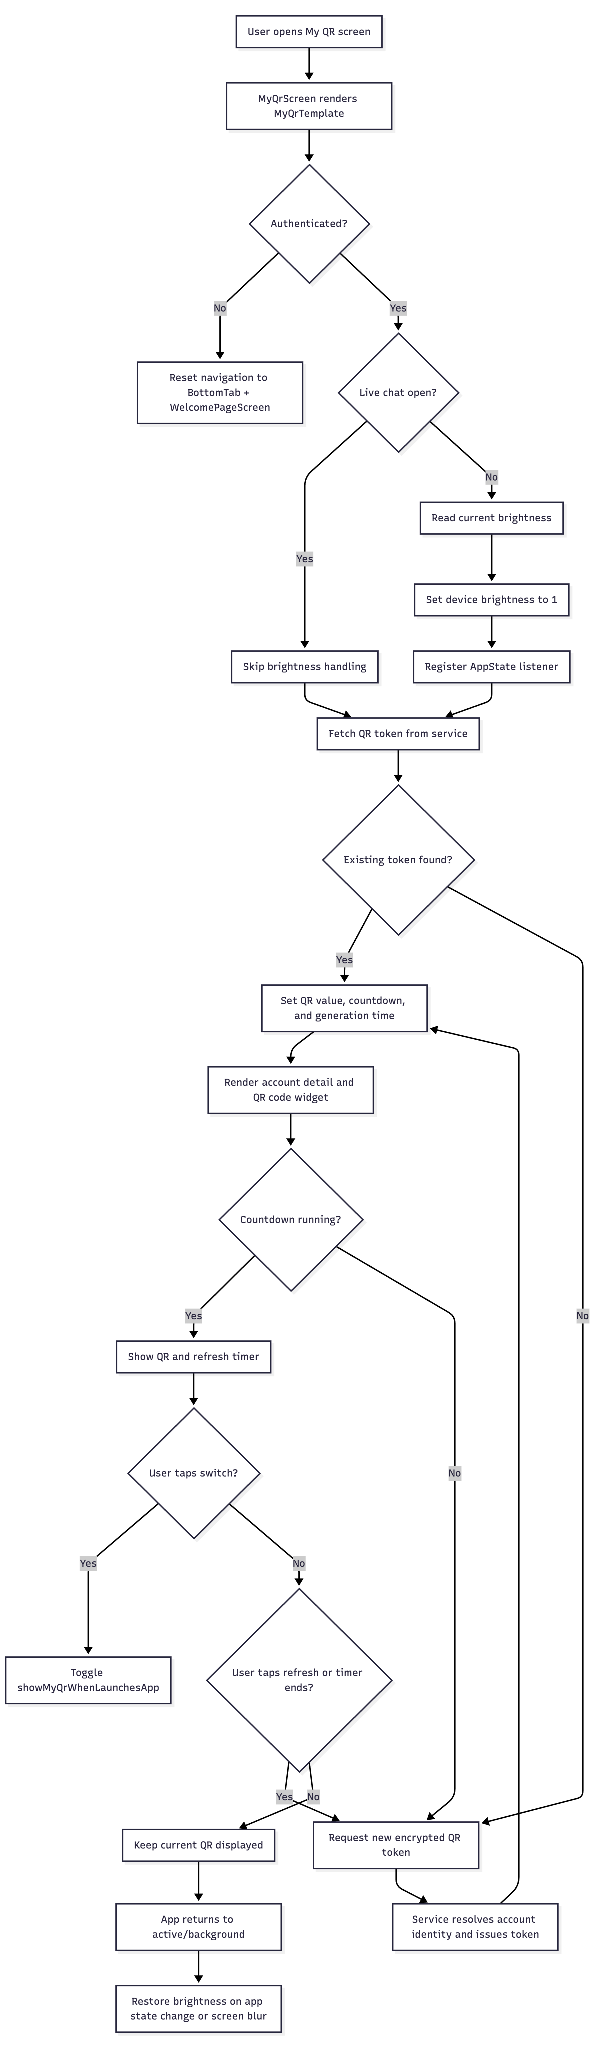 User opens My QR screen
MyQrScreen renders
MyQrTemplate
Authenticated?
No
Yes
Reset navigation to
BottomTab +
WelcomePageScreen
Live chat open?
No
Read current brightness
Yes
Set device brightness to 1
Skip brightness handling
Register AppState listener
Fetch QR token from service
Existing token found?
Yes
Set QR value, countdown,
and generation time
Render account detail and
QR code widget
Countdown running?
Yes
No
Show QR and refresh timer
User taps switch?
No
Yes
No
Toggle
showMyQrWhenLaunchesApp
User taps refresh or timer
ends?
Yes
No
Keep current QR displayed
Request new encrypted QR
token
App returns to
active/background
Service resolves account
identity and issues token
Restore brightness on app
state change or screen blur